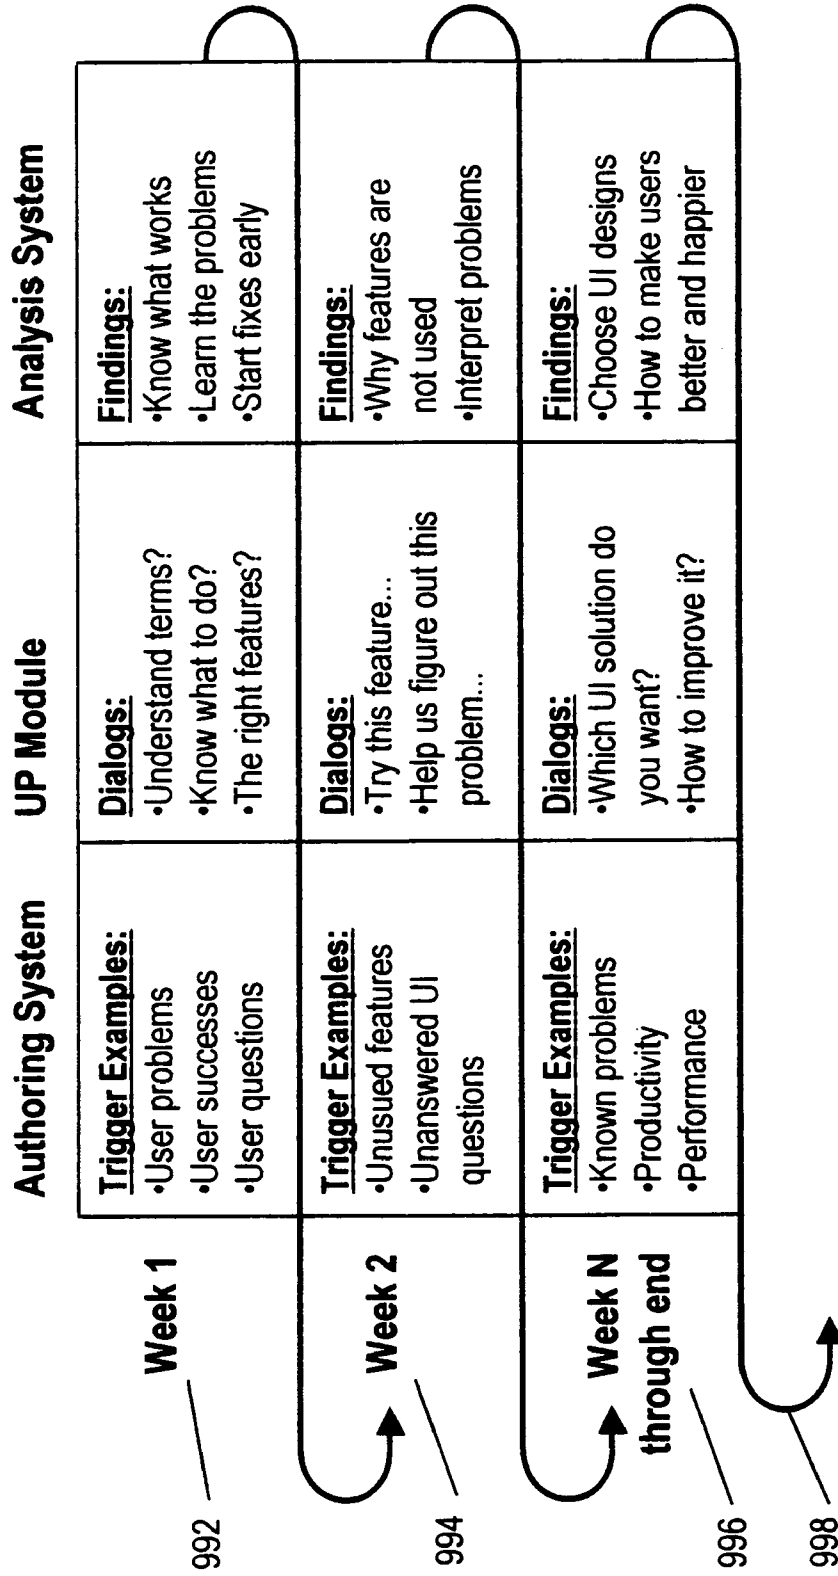 Authoring System
UP Module
Analysis System
Week 1
Trigger Examples:
•User problems
•User successes
•User questions
Dialogs:
•Understand terms?
•Know what to do?
•The right features?
Findings:
•Know what works
•Learn the problems
•Start fixes early
992
Week 2
Trigger Examples:
•Unusued features
•Unanswered UI
questions
Dialogs:
•Try this feature...
•Help us figure out this
problem...
Findings:
•Why features are
not used
•Interpret problems
994
Week N
through end
Trigger Examples:
•Known problems
•Productivity
•Performance
Dialogs:
•Which UI solution do
you want?
•How to improve it?
Findings:
•Choose UI designs
•How to make users
better and happier
996
998